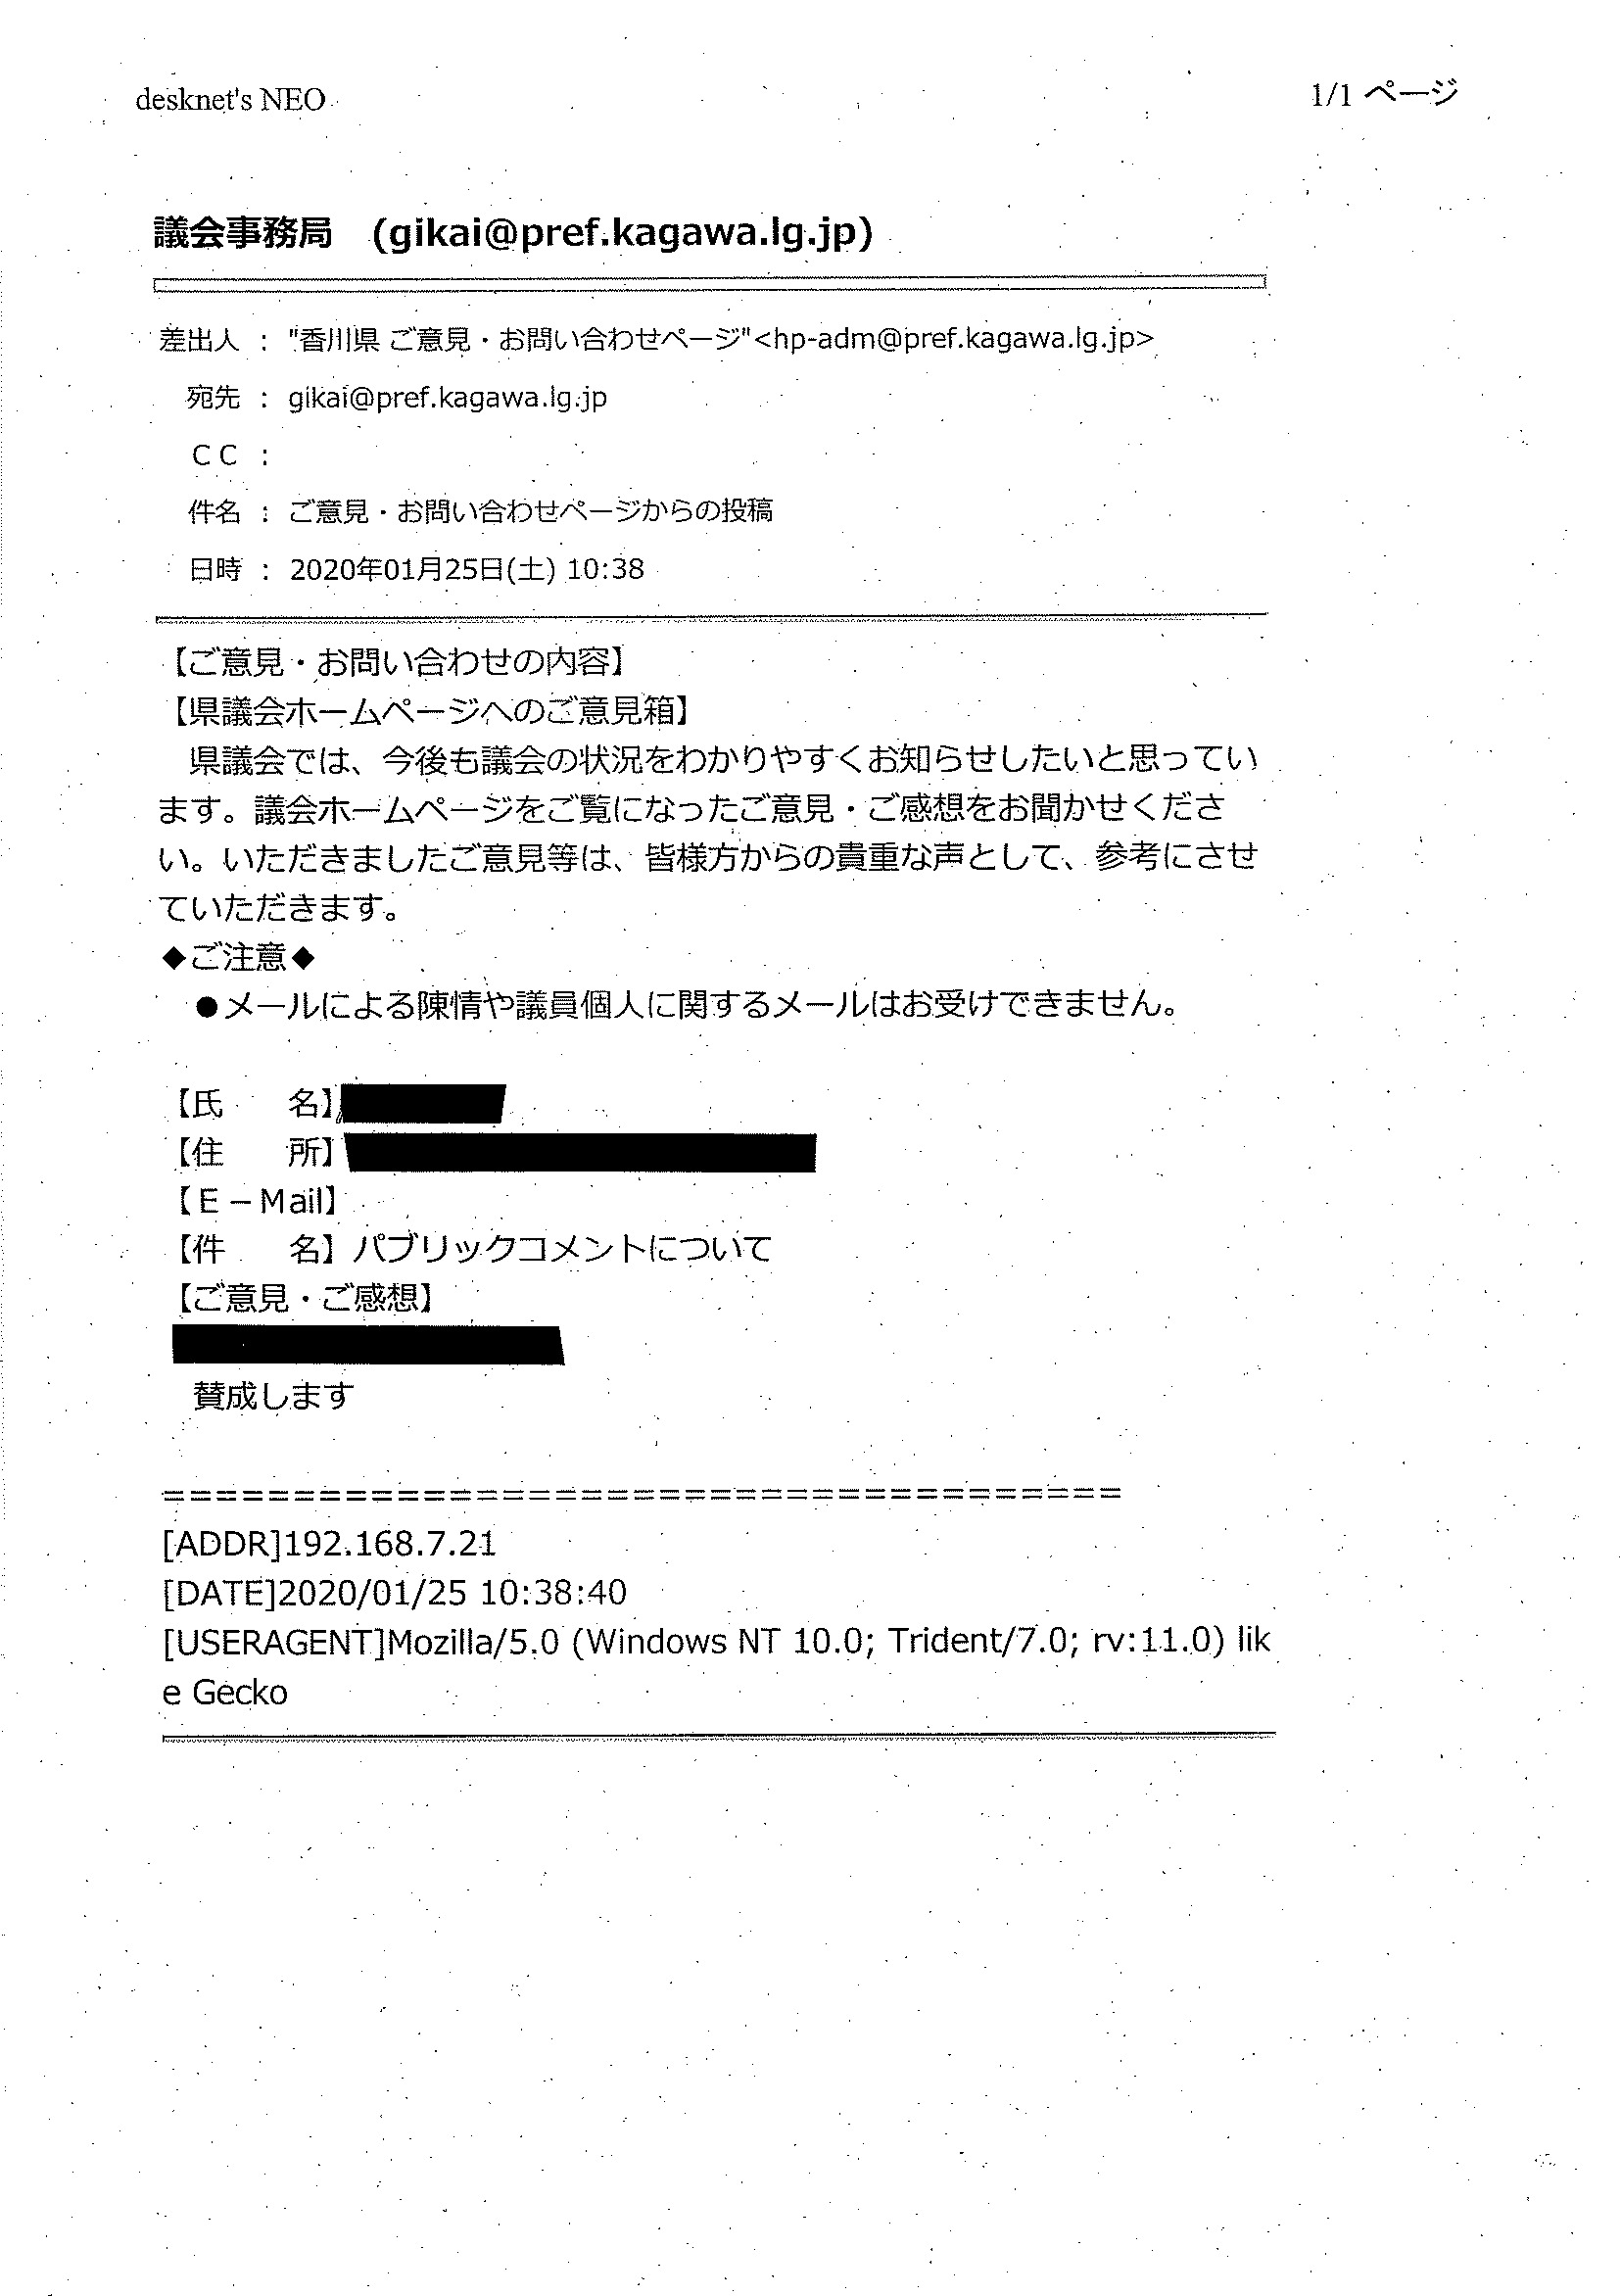 desknet's NEO
1/1 ページ
議会事務局　(gikai@pref.kagawa.lg.jp)
差出人 ： "香川県 ご意見・お問い合わせページ"<hp-adm@pref.kagawa.lg.jp>
宛先 ： gikai@pref.kagawa.lg.jp
ＣＣ ：
件名 ： ご意見・お問い合わせページからの投稿
日時 ： 2020年01月25日(土) 10:38
【ご意見・お問い合わせの内容】
【県議会ホームページへのご意見箱】
　県議会では、今後も議会の状況をわかりやすくお知らせしたいと思ってい
ます。議会ホームページをご覧になったご意見・ご感想をお聞かせくださ
い。いただきましたご意見等は、皆様方からの貴重な声として、参考にさせ
ていただきます。
◆ご注意◆
　●メールによる陳情や議員個人に関するメールはお受けできません。
【氏　　名】
【住　　所】
【Ｅ－Mail】
【件　　名】パブリックコメントについて
【ご意見・ご感想】
　賛成します
=====================================
[ADDR]192.168.7.21
[DATE]2020/01/25 10:38:40
[USERAGENT]Mozilla/5.0 (Windows NT 10.0; Trident/7.0; rv:11.0) lik
e Gecko